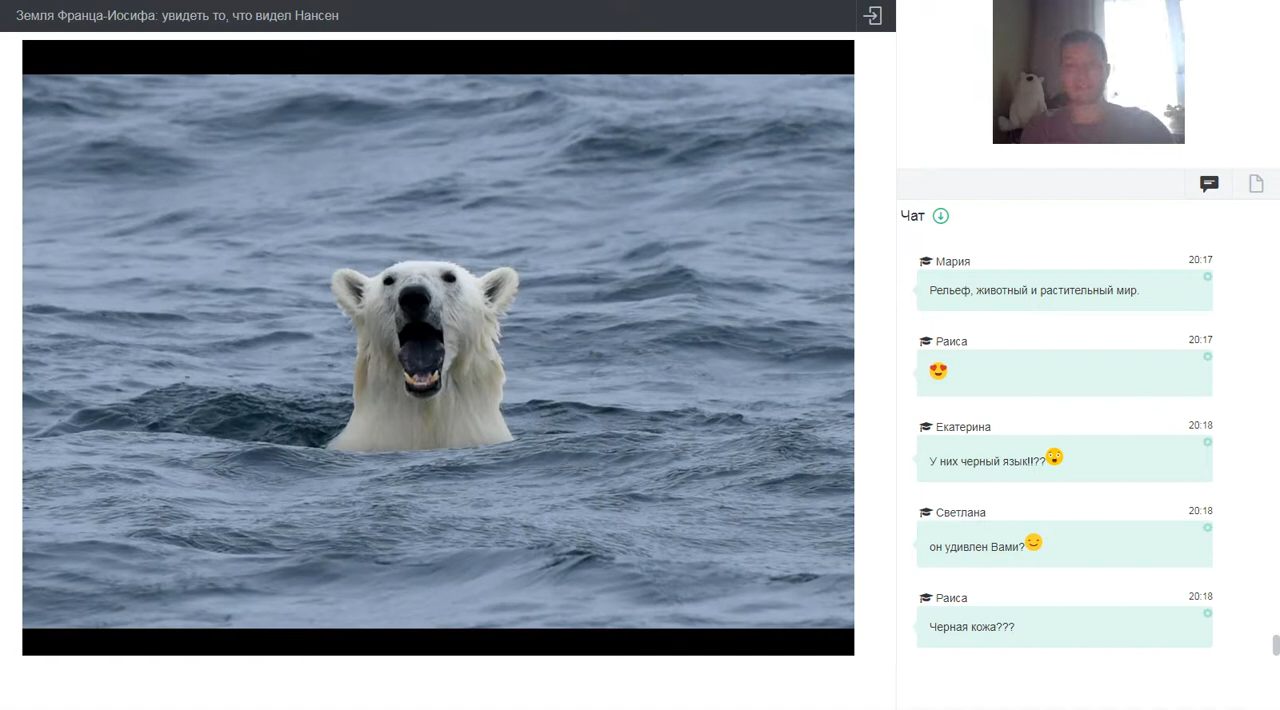 Земля Франца-Иосифа: увидеть то, что видел Нансен
Чат
Мария 20:17
Рельеф, животный и растительный мир.
Раиса 20:17
😍
Екатерина 20:18
У них черный язык!!??😲
Светлана 20:18
он удивлен Вами?😉
Раиса 20:18
Черная кожа???